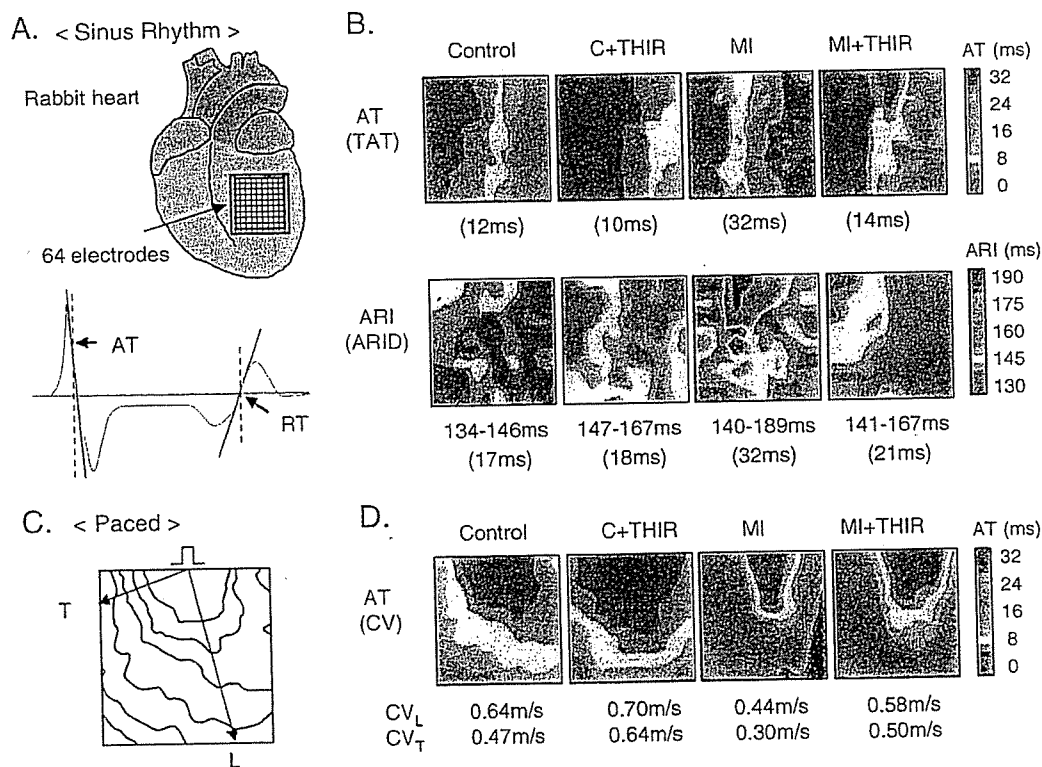 A. < Sinus Rhythm >
Rabbit heart
64 electrodes
AT
RT
B.
Control C+THIR MI MI+THIR AT (ms)
AT
(TAT)
32
24
16
8
0
(12ms) (10ms) (32ms) (14ms)
ARI (ms)
ARI
(ARID)
190
175
160
145
130
134-146ms 147-167ms 140-189ms 141-167ms
(17ms) (18ms) (32ms) (21ms)
C. < Paced >
T
L
D.
Control C+THIR MI MI+THIR AT (ms)
AT
(CV)
32
24
16
8
0
CVL 0.64m/s 0.70m/s 0.44m/s 0.58m/s
CVT 0.47m/s 0.64m/s 0.30m/s 0.50m/s